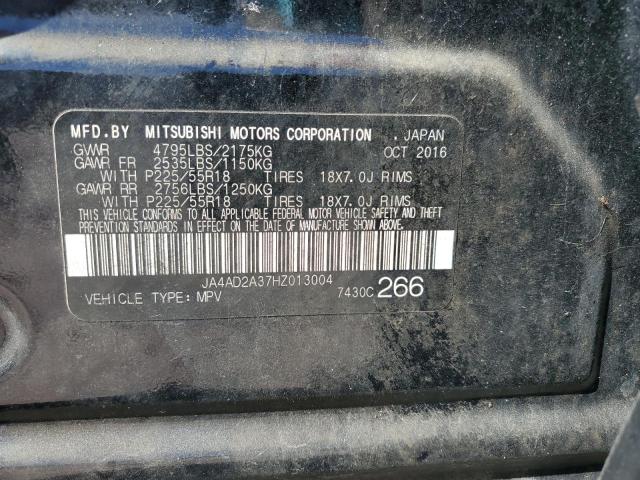 MFD.BY MITSUBISHI MOTORS CORPORATION . JAPAN
GVWR 4795LBS/2175KG OCT 2016
GAWR FR 2535LBS/1150KG
WITH P225/55R18 TIRES 18X7.0J RIMS
GAWR RR 2756LBS/1250KG
WITH P225/55R18 TIRES 18X7.0J RIMS
THIS VEHICLE CONFORMS TO ALL APPLICABLE FEDERAL MOTOR VEHICLE SAFETY AND
THEFT PREVENTION STANDARDS IN EFFECT ON THE DATE OF MANUFACTURE SHOWN ABOVE.
JA4AD2A37HZ013004
VEHICLE TYPE: MPV 7430C 266